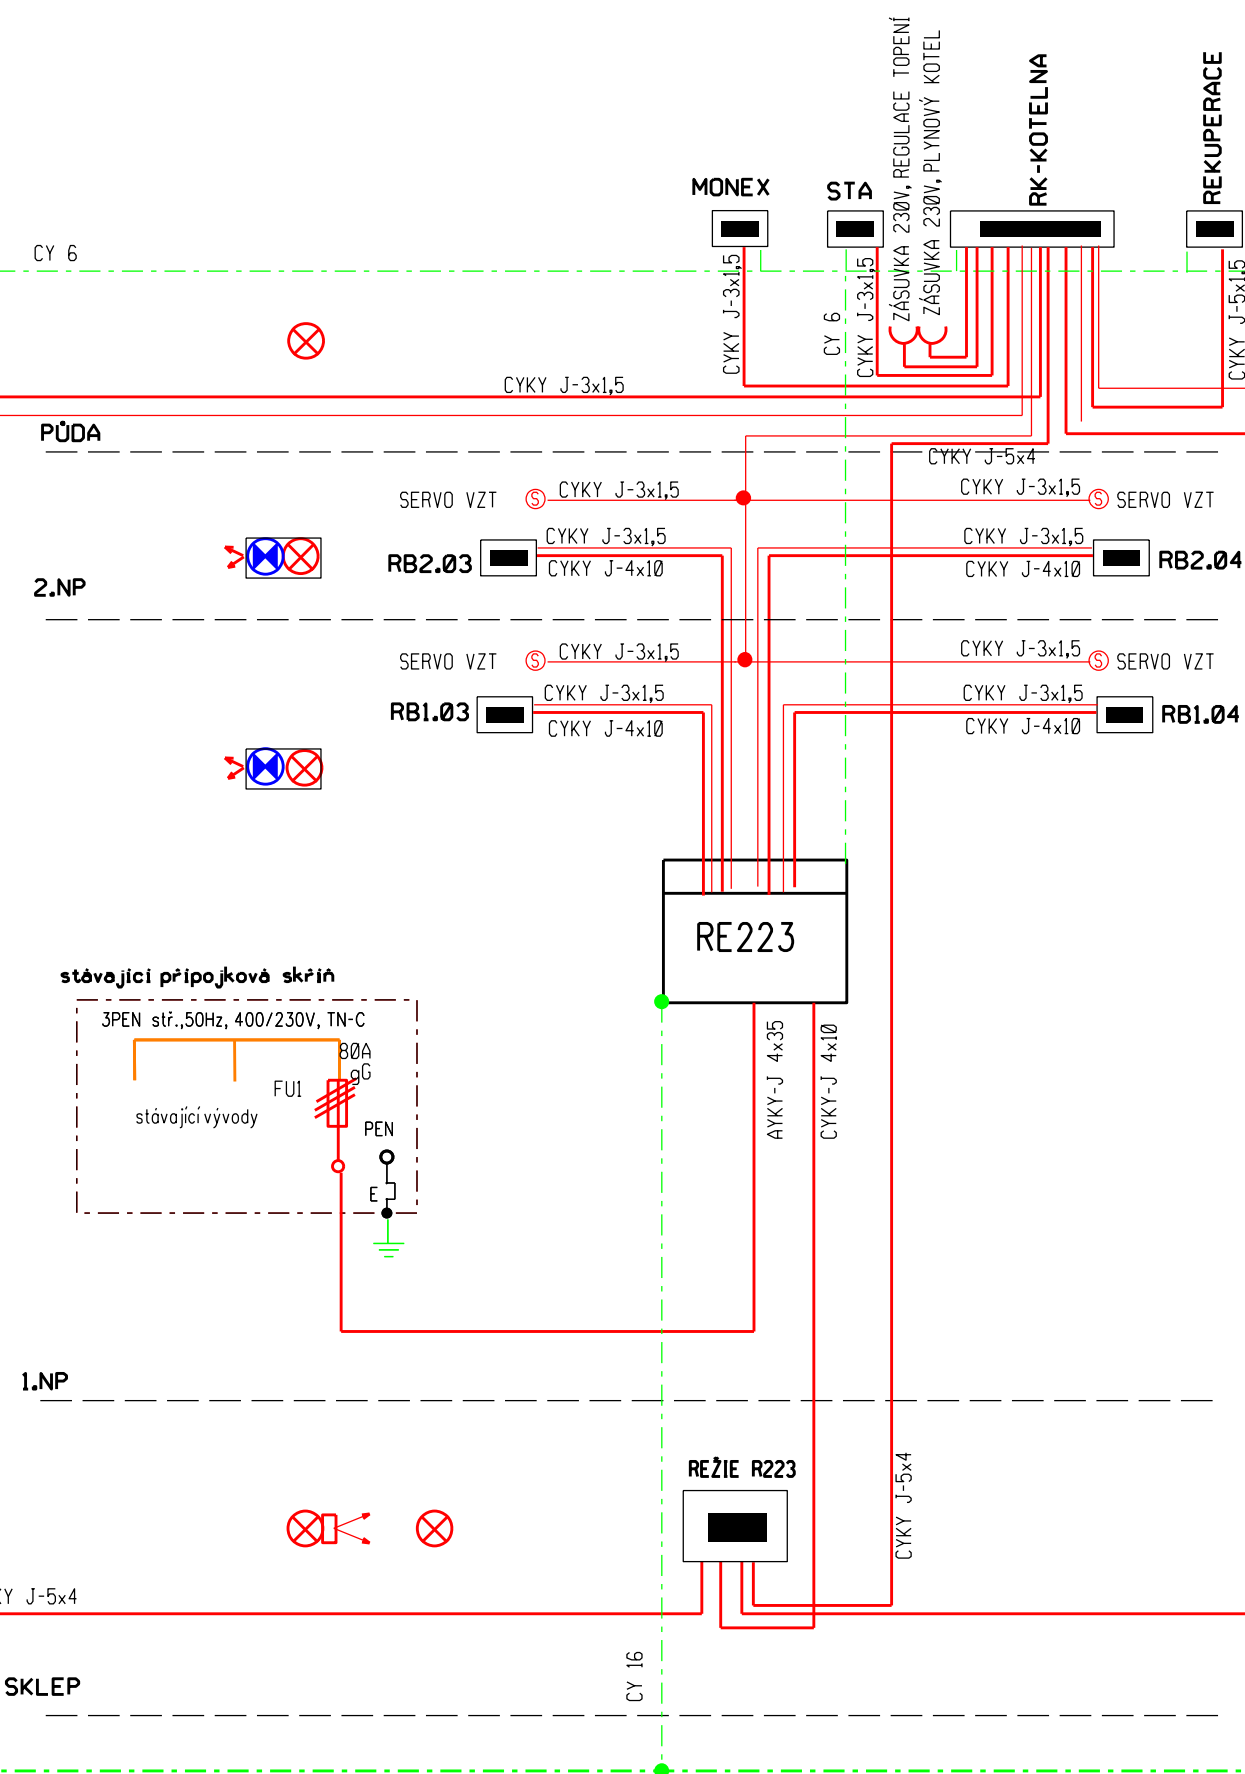 ZÁSUVKA 230V, REGULACE TOPENÍ
ZÁSUVKA 230V, PLYNOVÝ KOTEL
RK-KOTELNA
REKUPERACE
MONEX
STA
CY 6
CYKY J-3x1,5
CY 6
CYKY J-3x1,5
CYKY J-5x1,5
CYKY J-3x1,5
PŮDA
CYKY J-5x4
SERVO VZT
S
CYKY J-3x1,5
CYKY J-3x1,5
S
SERVO VZT
CYKY J-3x1,5
CYKY J-3x1,5
RB2.03
RB2.04
CYKY J-4x10
CYKY J-4x10
2.NP
SERVO VZT
S
CYKY J-3x1,5
CYKY J-3x1,5
S
SERVO VZT
CYKY J-3x1,5
CYKY J-3x1,5
RB1.03
RB1.04
CYKY J-4x10
CYKY J-4x10
RE223
stávajicí přípojková skříň
3PEN stř.,50Hz, 400/230V, TN-C
80A
gG
FU1
stávající vývody
PEN
E
AYKY-J 4x35
CYKY-J 4x10
1.NP
REŽIE R223
CYKY J-5x4
Y J-5x4
CY 16
SKLEP